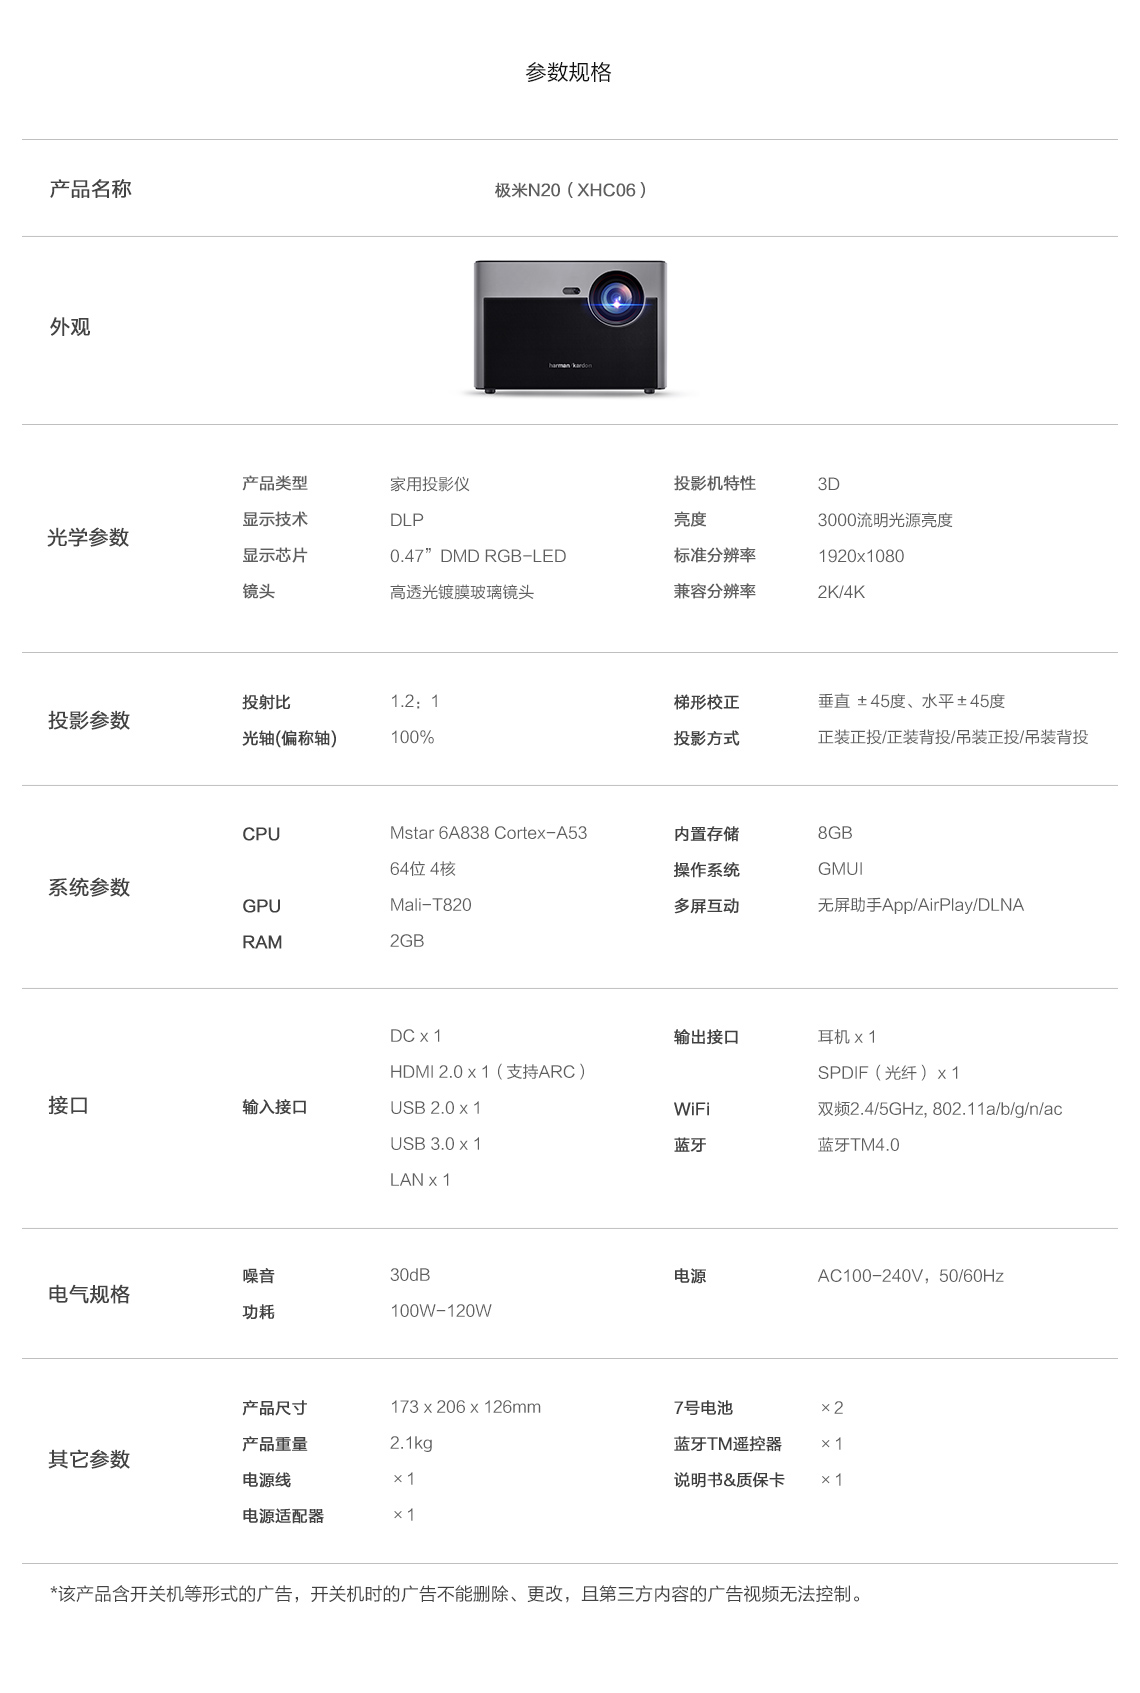 参数规格
产品名称 极米N20（XHC06）
外观
harman/kardon
光学参数
产品类型 家用投影仪 投影机特性 3D
显示技术 DLP 亮度 3000流明光源亮度
显示芯片 0.47” DMD RGB-LED 标准分辨率 1920x1080
镜头 高透光镀膜玻璃镜头 兼容分辨率 2K/4K
投影参数
投射比 1.2：1 梯形校正 垂直 ±45度、水平±45度
光轴(偏称轴) 100% 投影方式 正装正投/正装背投/吊装正投/吊装背投
系统参数
CPU Mstar 6A838 Cortex-A53 内置存储 8GB
64位 4核 操作系统 GMUI
GPU Mali-T820 多屏互动 无屏助手App/AirPlay/DLNA
RAM 2GB
接口
DC x 1 输出接口 耳机 x 1
HDMI 2.0 x 1（支持ARC） SPDIF（光纤）x 1
输入接口 USB 2.0 x 1 WiFi 双频2.4/5GHz, 802.11a/b/g/n/ac
USB 3.0 x 1 蓝牙 蓝牙TM4.0
LAN x 1
电气规格
噪音 30dB 电源 AC100-240V，50/60Hz
功耗 100W-120W
其它参数
产品尺寸 173 x 206 x 126mm 7号电池 ×2
产品重量 2.1kg 蓝牙TM遥控器 ×1
电源线 ×1 说明书&质保卡 ×1
电源适配器 ×1
*该产品含开关机等形式的广告，开关机时的广告不能删除、更改，且第三方内容的广告视频无法控制。